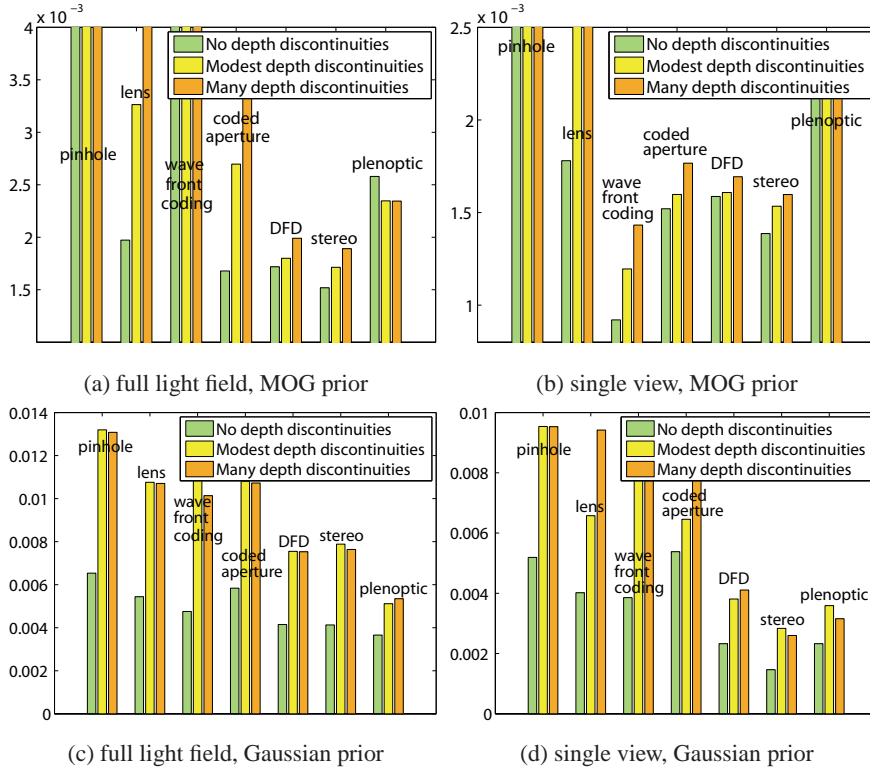 4 x 10⁻³
No depth discontinuities
Modest depth discontinuities
Many depth discontinuities
3.5
3
2.5
2
1.5
pinhole
lens
wave
front
coding
coded
aperture
DFD
stereo
plenoptic
(a) full light field, MOG prior
2.5 x 10⁻³
No depth discontinuities
Modest depth discontinuities
Many depth discontinuities
2
1.5
1
pinhole
lens
wave
front
coding
coded
aperture
DFD
stereo
plenoptic
(b) single view, MOG prior
0.014
0.012
0.01
0.008
0.006
0.004
0.002
0
No depth discontinuities
Modest depth discontinuities
Many depth discontinuities
pinhole
lens
wave
front
coding
coded
aperture
DFD
stereo
plenoptic
(c) full light field, Gaussian prior
0.01
0.008
0.006
0.004
0.002
0
No depth discontinuities
Modest depth discontinuities
Many depth discontinuities
pinhole
lens
wave
front
coding
coded
aperture
DFD
stereo
plenoptic
(d) single view, Gaussian prior